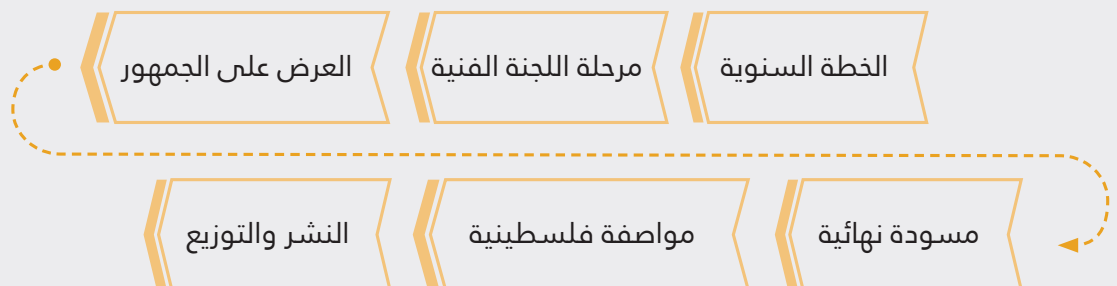 الخطة السنوية
مرحلة اللجنة الفنية
العرض على الجمهور
مسودة نهائية
مواصفة فلسطينية
النشر والتوزيع